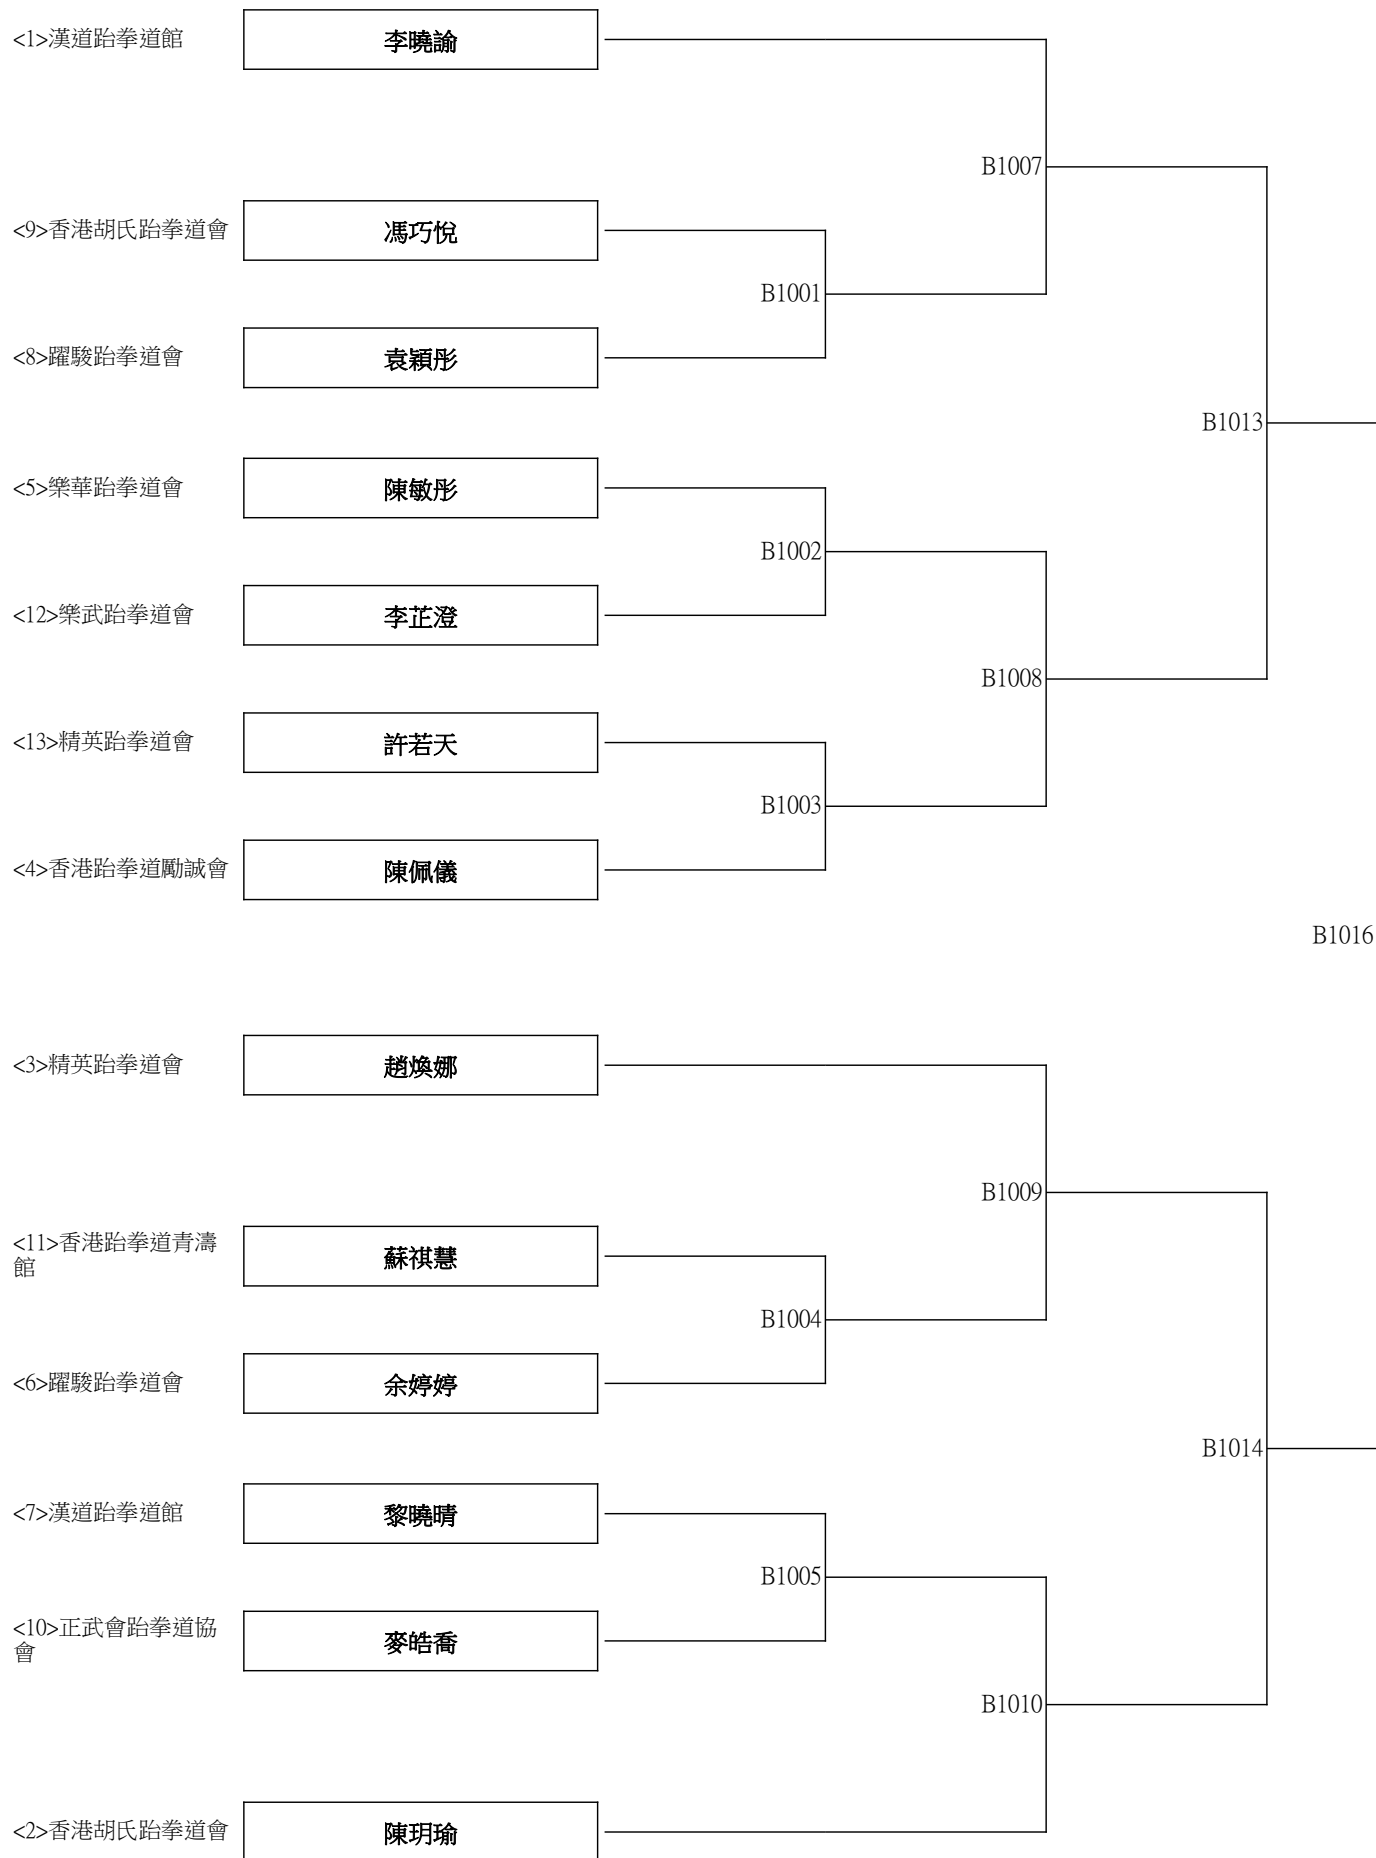 <1>漢道跆拳道館
李曉諭
B1007
<9>香港胡氏跆拳道會
馮巧悅
B1001
<8>躍駿跆拳道會
袁穎彤
B1013
<5>樂華跆拳道會
陳敏彤
B1002
<12>樂武跆拳道會
李芷澄
B1008
<13>精英跆拳道會
許若天
B1003
<4>香港跆拳道勵誠會
陳佩儀
B1016
<3>精英跆拳道會
趙煥娜
B1009
<11>香港跆拳道青濤
館
蘇祺慧
B1004
<6>躍駿跆拳道會
余婷婷
B1014
<7>漢道跆拳道館
黎曉晴
B1005
<10>正武會跆拳道協
會
麥皓喬
B1010
<2>香港胡氏跆拳道會
陳玥瑜